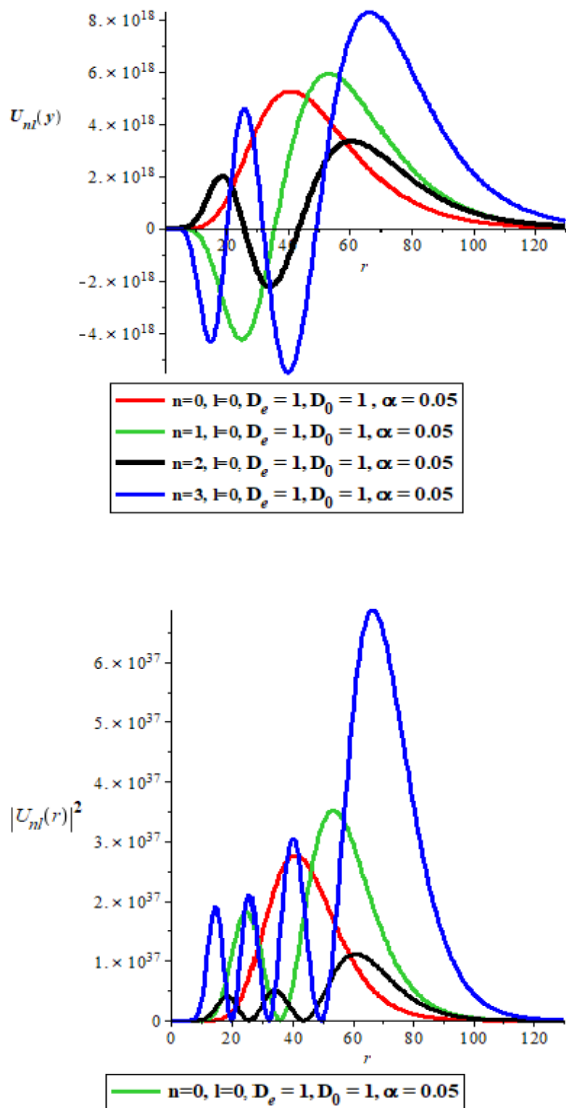 8. × 10^18
6. × 10^18
U_nl(y)
4. × 10^18
2. × 10^18
0
20 40 60 80 100 120
r
−2. × 10^18
−4. × 10^18
n=0, l=0, D_e = 1, D_0 = 1 , α = 0.05
n=1, l=0, D_e = 1, D_0 = 1, α = 0.05
n=2, l=0, D_e = 1, D_0 = 1, α = 0.05
n=3, l=0, D_e = 1, D_0 = 1, α = 0.05
6. × 10^37
5. × 10^37
4. × 10^37
|U_nl(r)|^2
3. × 10^37
2. × 10^37
1. × 10^37
0
0 20 40 60 80 100 120
r
n=0, l=0, D_e = 1, D_0 = 1, α = 0.05